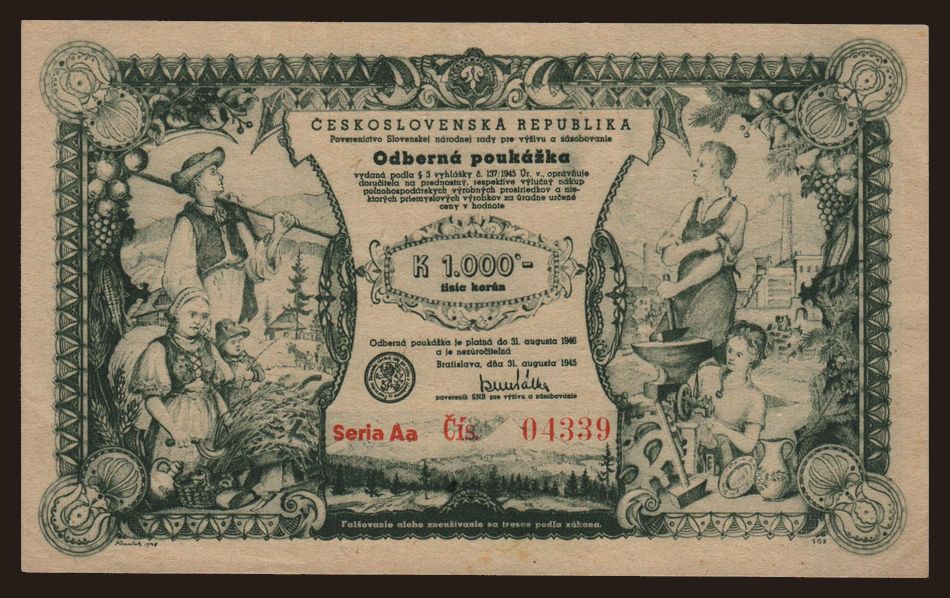 ČESKOSLOVENSKÁ REPUBLIKA
Poverenictvo Slovenskej národnej rady pre výživu a zásobovanie
Odberná poukážka
vydaná podľa § 3 vyhlášky č. 137/1945 Úr. v., oprávňuje
doručiteľa na prednostný, respektíve výlučný nákup
poľnohospodárskych výrobných prostriedkov a nie-
ktorých priemyslových výrobkov za úradne určené
ceny v hodnote
K 1.000·-
tisíc korún
Odberná poukážka je platná do 31. augusta 1946
a je nezúročiteľná
Bratislava, dňa 31. augusta 1945
poverenik SNR pre výživu a zásobovanie
Seria Aa Čís. 04339
Falšovanie alebo zneužívanie sa tresce podľa zákona.